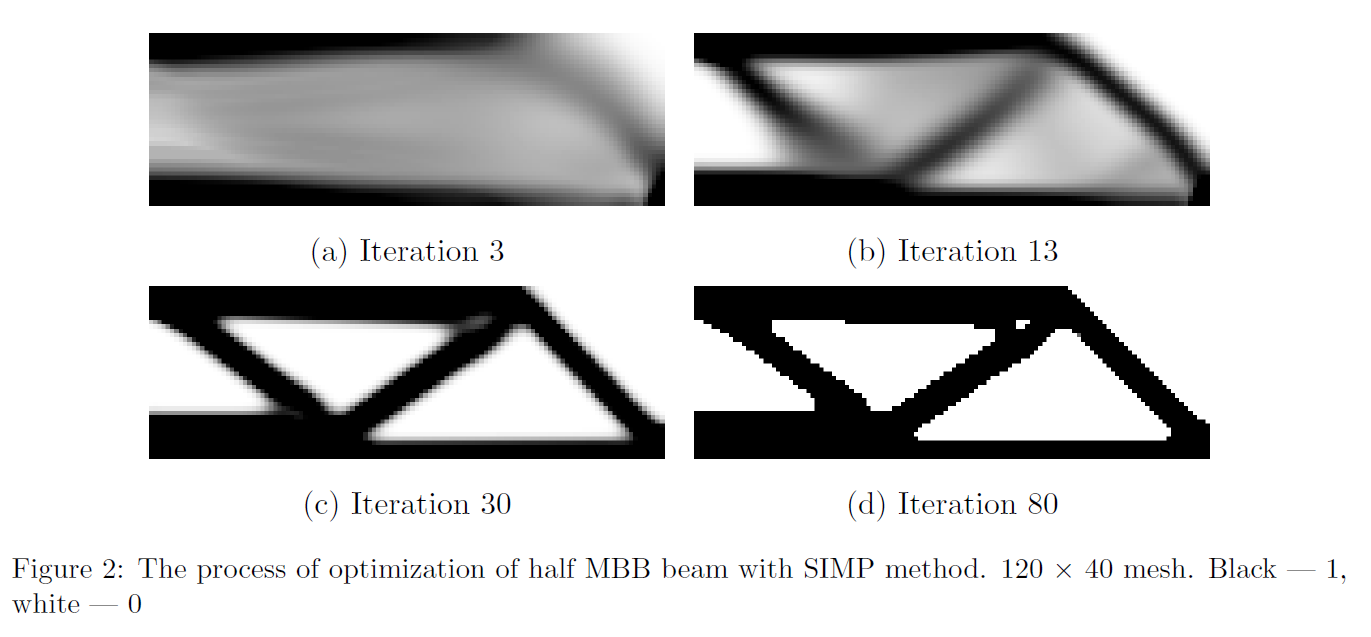 (a) Iteration 3
(b) Iteration 13
(c) Iteration 30
(d) Iteration 80
Figure 2: The process of optimization of half MBB beam with SIMP method. 120 × 40 mesh. Black — 1,
white — 0